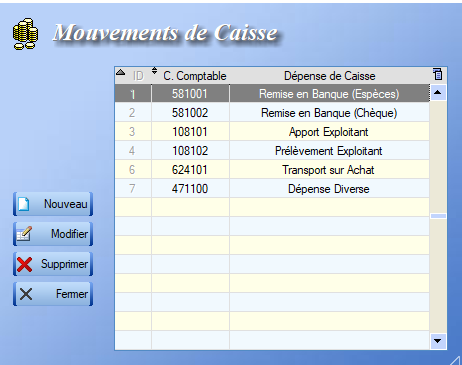 Mouvements de Caisse
ID C. Comptable Dépense de Caisse
1 581001 Remise en Banque (Espèces)
2 581002 Remise en Banque (Chèque)
3 108101 Apport Exploitant
4 108102 Prélèvement Exploitant
6 624101 Transport sur Achat
7 471100 Dépense Diverse
Nouveau
Modifier
Supprimer
Fermer